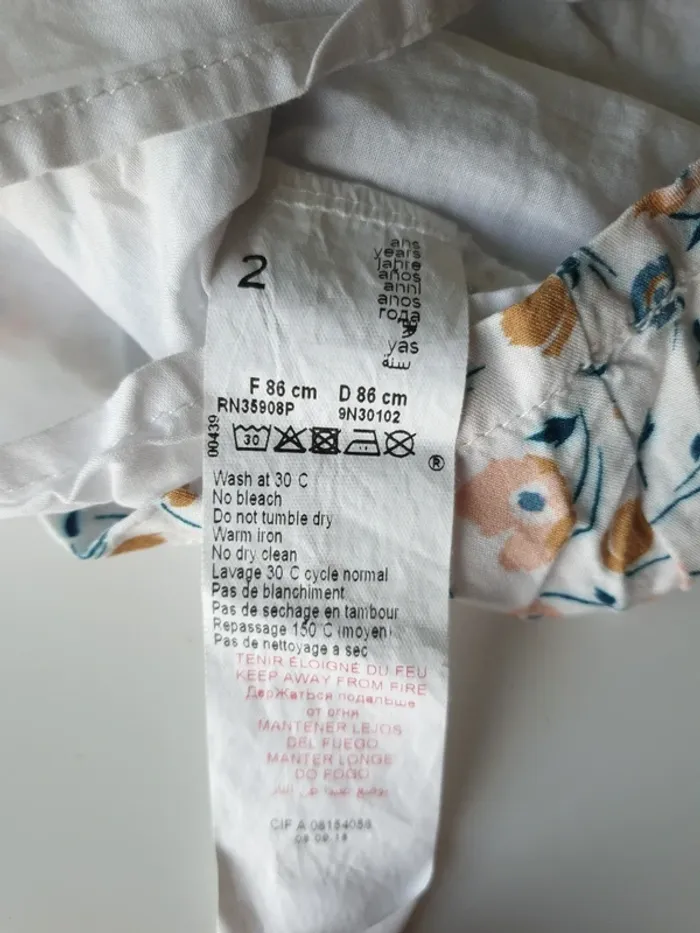 2
ans
years
jahre
años
anni
anos
года
yas
سنة
F 86 cm D 86 cm
RN35908P 9N30102
00439
30
®
Wash at 30 C
No bleach
Do not tumble dry
Warm iron
No dry clean
Lavage 30 C cycle normal
Pas de blanchiment
Pas de sechage en tambour
Repassage 150 C (moyen)
Pas de nettoyage a sec
TENIR ÉLOIGNÉ DU FEU
KEEP AWAY FROM FIRE
Держаться подальше
от огня
MANTENER LEJOS
DEL FUEGO
MANTER LONGE
DO FOGO
CIF A 08154056